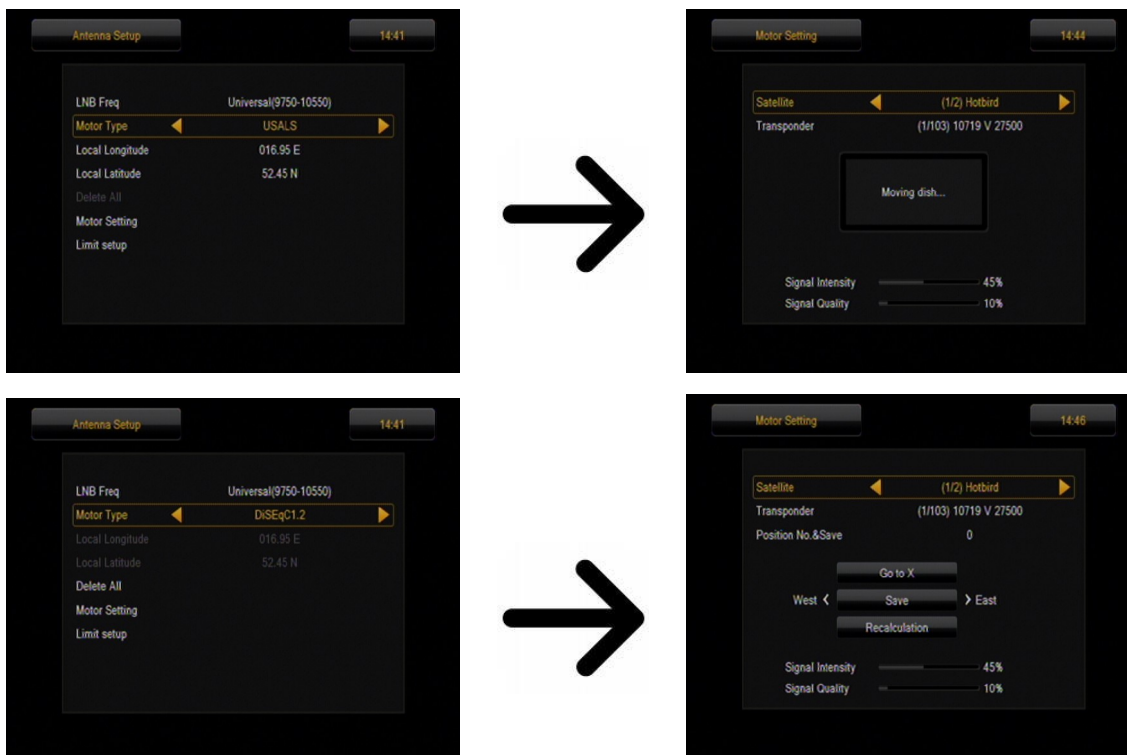 Antenna Setup 14:41
LNB Freq Universal(9750-10550)
Motor Type USALS
Local Longitude 016.95 E
Local Latitude 52.45 N
Delete All
Motor Setting
Limit setup
Motor Setting 14:44
Satellite (1/2) Hotbird
Transponder (1/103) 10719 V 27500
Moving dish...
Signal Intensity 45%
Signal Quality 10%
Antenna Setup 14:41
LNB Freq Universal(9750-10550)
Motor Type DiSEqC1.2
Local Longitude 016.95 E
Local Latitude 52.45 N
Delete All
Motor Setting
Limit setup
Motor Setting 14:46
Satellite (1/2) Hotbird
Transponder (1/103) 10719 V 27500
Position No.&Save 0
Go to X
West < Save > East
Recalculation
Signal Intensity 45%
Signal Quality 10%